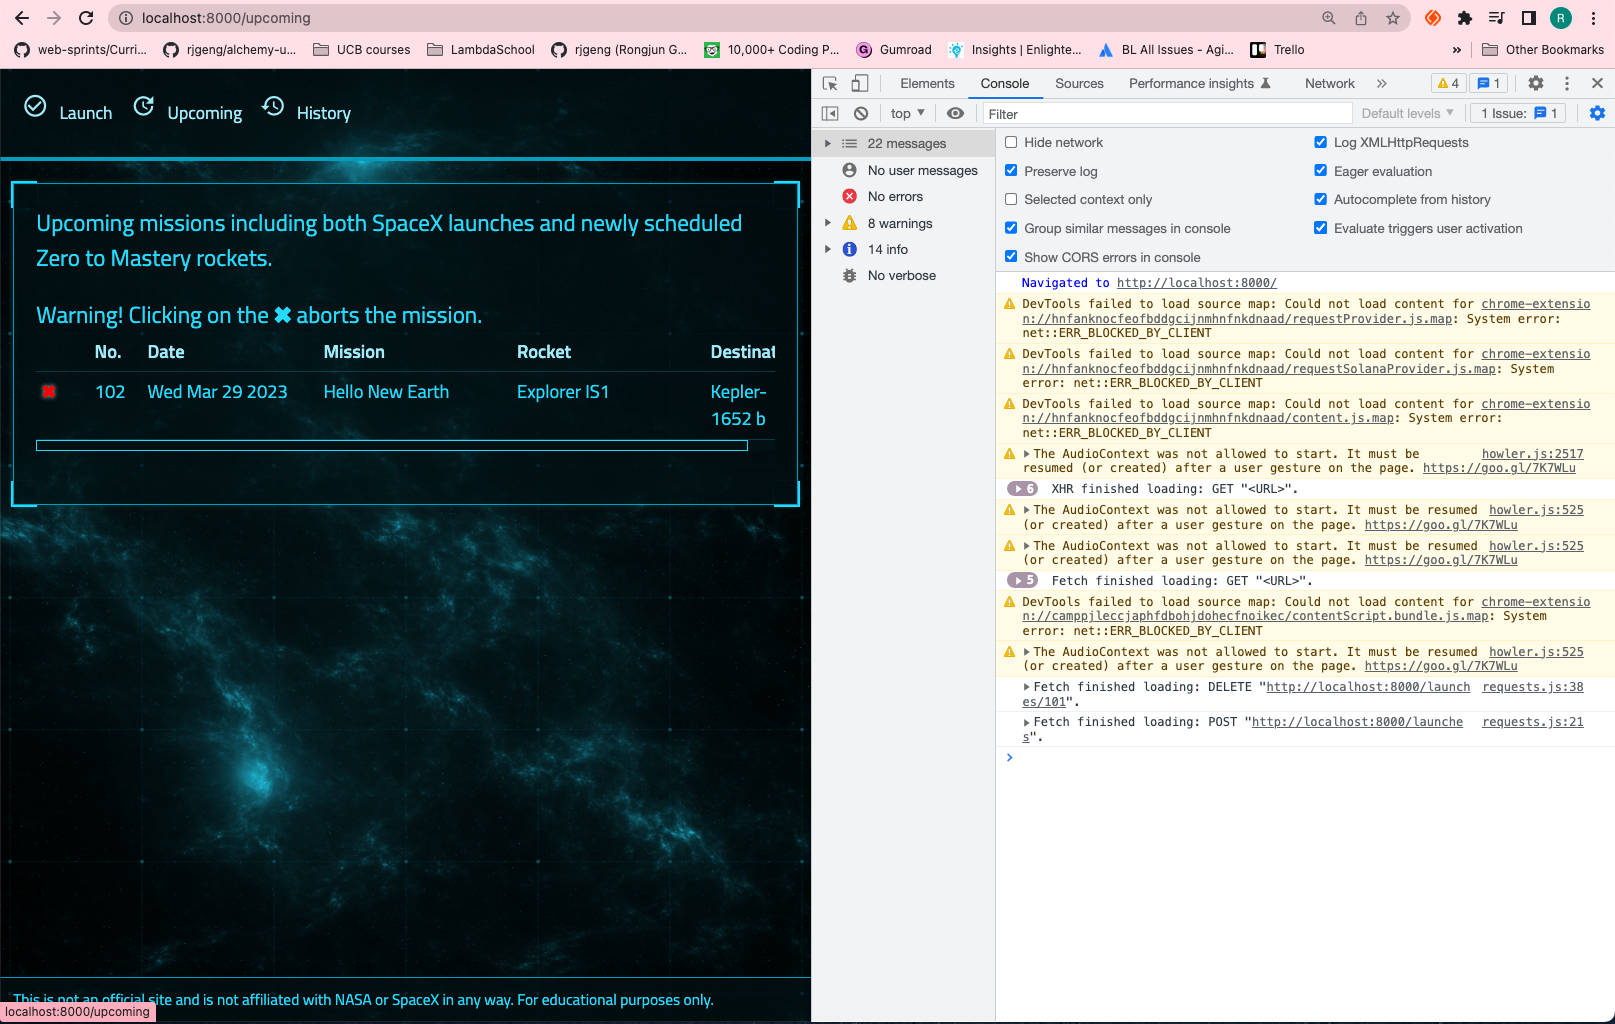 localhost:8000/upcoming
R
web-sprints/Curri...
rjgeng/alchemy-u...
UCB courses
LambdaSchool
rjgeng (Rongjun G...
10,000+ Coding P...
G
Gumroad
Insights | Enlighte...
BL All Issues - Agi...
Trello
»
Other Bookmarks
Launch
Upcoming
History
Upcoming missions including both SpaceX launches and newly scheduled
Zero to Mastery rockets.
Warning! Clicking on the ✖ aborts the mission.
No. Date Mission Rocket Destinat
✖ 102 Wed Mar 29 2023 Hello New Earth Explorer IS1 Kepler-
1652 b
This is not an official site and is not affiliated with NASA or SpaceX in any way. For educational purposes only.
localhost:8000/upcoming
Elements
Console
Sources
Performance insights
Network
»
4
1
top ▼
Filter
Default levels ▼
1 Issue: 1
22 messages
No user messages
No errors
8 warnings
14 info
No verbose
Hide network
Log XMLHttpRequests
Preserve log
Eager evaluation
Selected context only
Autocomplete from history
Group similar messages in console
Evaluate triggers user activation
Show CORS errors in console
Navigated to http://localhost:8000/
DevTools failed to load source map: Could not load content for chrome-extensio
n://hnfanknocfeofbddgcijnmhnfnkdnaad/requestProvider.js.map: System error:
net::ERR_BLOCKED_BY_CLIENT
DevTools failed to load source map: Could not load content for chrome-extensio
n://hnfanknocfeofbddgcijnmhnfnkdnaad/requestSolanaProvider.js.map: System
error: net::ERR_BLOCKED_BY_CLIENT
DevTools failed to load source map: Could not load content for chrome-extensio
n://hnfanknocfeofbddgcijnmhnfnkdnaad/content.js.map: System error:
net::ERR_BLOCKED_BY_CLIENT
The AudioContext was not allowed to start. It must be howler.js:2517
resumed (or created) after a user gesture on the page. https://goo.gl/7K7WLu
6 XHR finished loading: GET "<URL>".
The AudioContext was not allowed to start. It must be resumed howler.js:525
(or created) after a user gesture on the page. https://goo.gl/7K7WLu
The AudioContext was not allowed to start. It must be resumed howler.js:525
(or created) after a user gesture on the page. https://goo.gl/7K7WLu
5 Fetch finished loading: GET "<URL>".
DevTools failed to load source map: Could not load content for chrome-extensio
n://camppjleccjaphfdbohjdohecfnoikec/contentScript.bundle.js.map: System
error: net::ERR_BLOCKED_BY_CLIENT
The AudioContext was not allowed to start. It must be resumed howler.js:525
(or created) after a user gesture on the page. https://goo.gl/7K7WLu
Fetch finished loading: DELETE "http://localhost:8000/launch requests.js:38
es/101".
Fetch finished loading: POST "http://localhost:8000/launche requests.js:21
s".